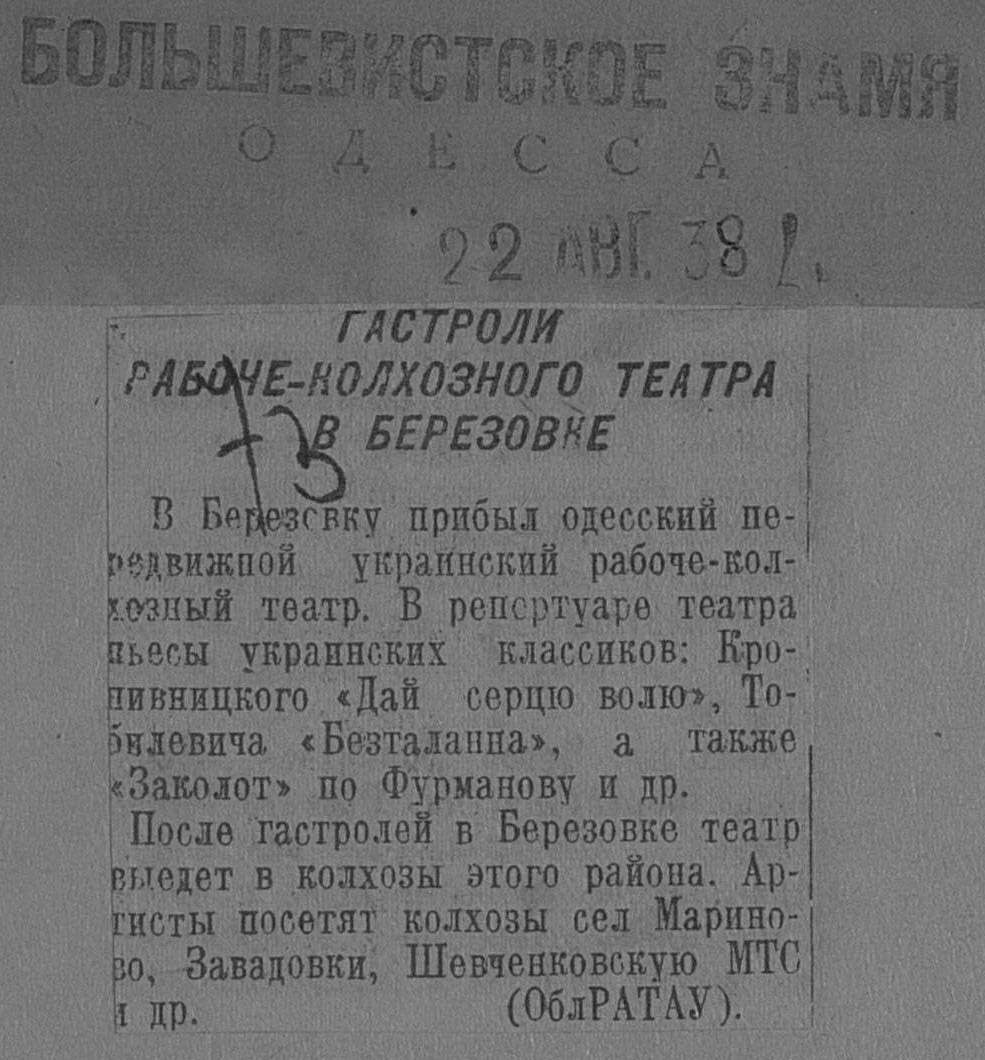 БОЛЬШЕВИСТСКОЕ ЗНАМЯ
ОДЕССА
22 АВГ. 38
ГАСТРОЛИ
РАБОЧЕ-КОЛХОЗНОГО ТЕАТРА
В БЕРЕЗОВКЕ
73
В Березовку прибыл одесский пе-
редвижной украинский рабоче-кол-
хозный театр. В репертуаре театра
пьесы украинских классиков: Кро-
пивницкого «Дай серцю волю», То-
билевича «Безталанна», а также
«Заколот» по Фурманову и др.
После гастролей в Березовке театр
выедет в колхозы этого района. Ар-
тисты посетят колхозы сел Марино-
во, Завадовки, Шевченковскую МТС
и др. (ОблРАТАУ).